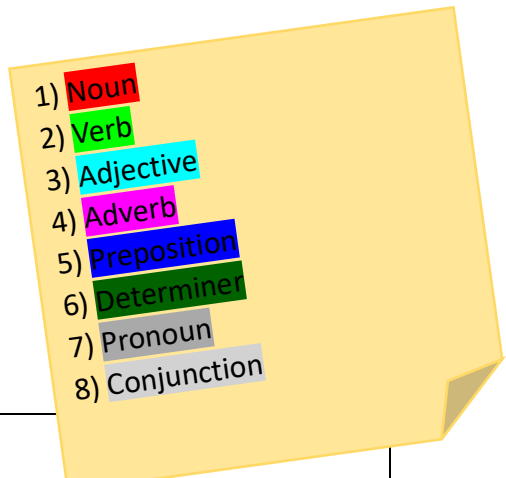 1) Noun
2) Verb
3) Adjective
4) Adverb
5) Preposition
6) Determiner
7) Pronoun
8) Conjunction